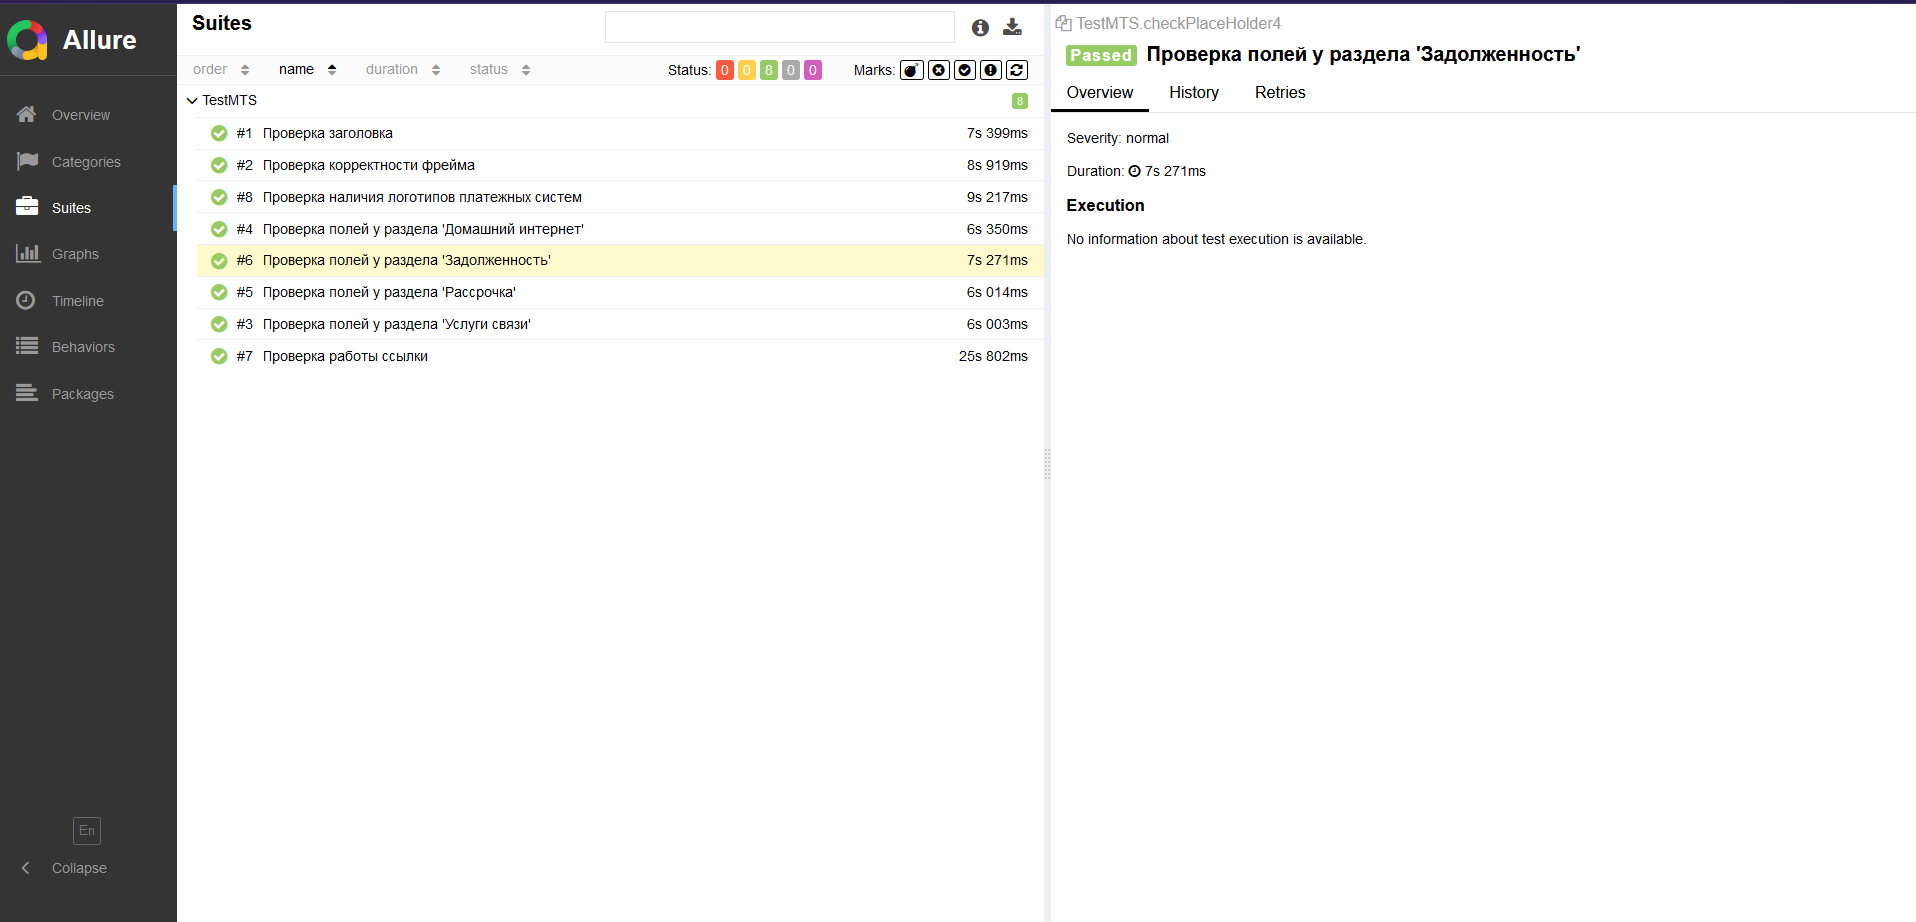 Allure
Overview
Categories
Suites
Graphs
Timeline
Behaviors
Packages
En
Collapse
Suites
order name duration status Status: 0 0 8 0 0 Marks:
TestMTS 8
#1 Проверка заголовка 7s 399ms
#2 Проверка корректности фрейма 8s 919ms
#8 Проверка наличия логотипов платежных систем 9s 217ms
#4 Проверка полей у раздела 'Домашний интернет' 6s 350ms
#6 Проверка полей у раздела 'Задолженность' 7s 271ms
#5 Проверка полей у раздела 'Рассрочка' 6s 014ms
#3 Проверка полей у раздела 'Услуги связи' 6s 003ms
#7 Проверка работы ссылки 25s 802ms
TestMTS.checkPlaceHolder4
Passed Проверка полей у раздела 'Задолженность'
Overview History Retries
Severity: normal
Duration: 7s 271ms
Execution
No information about test execution is available.